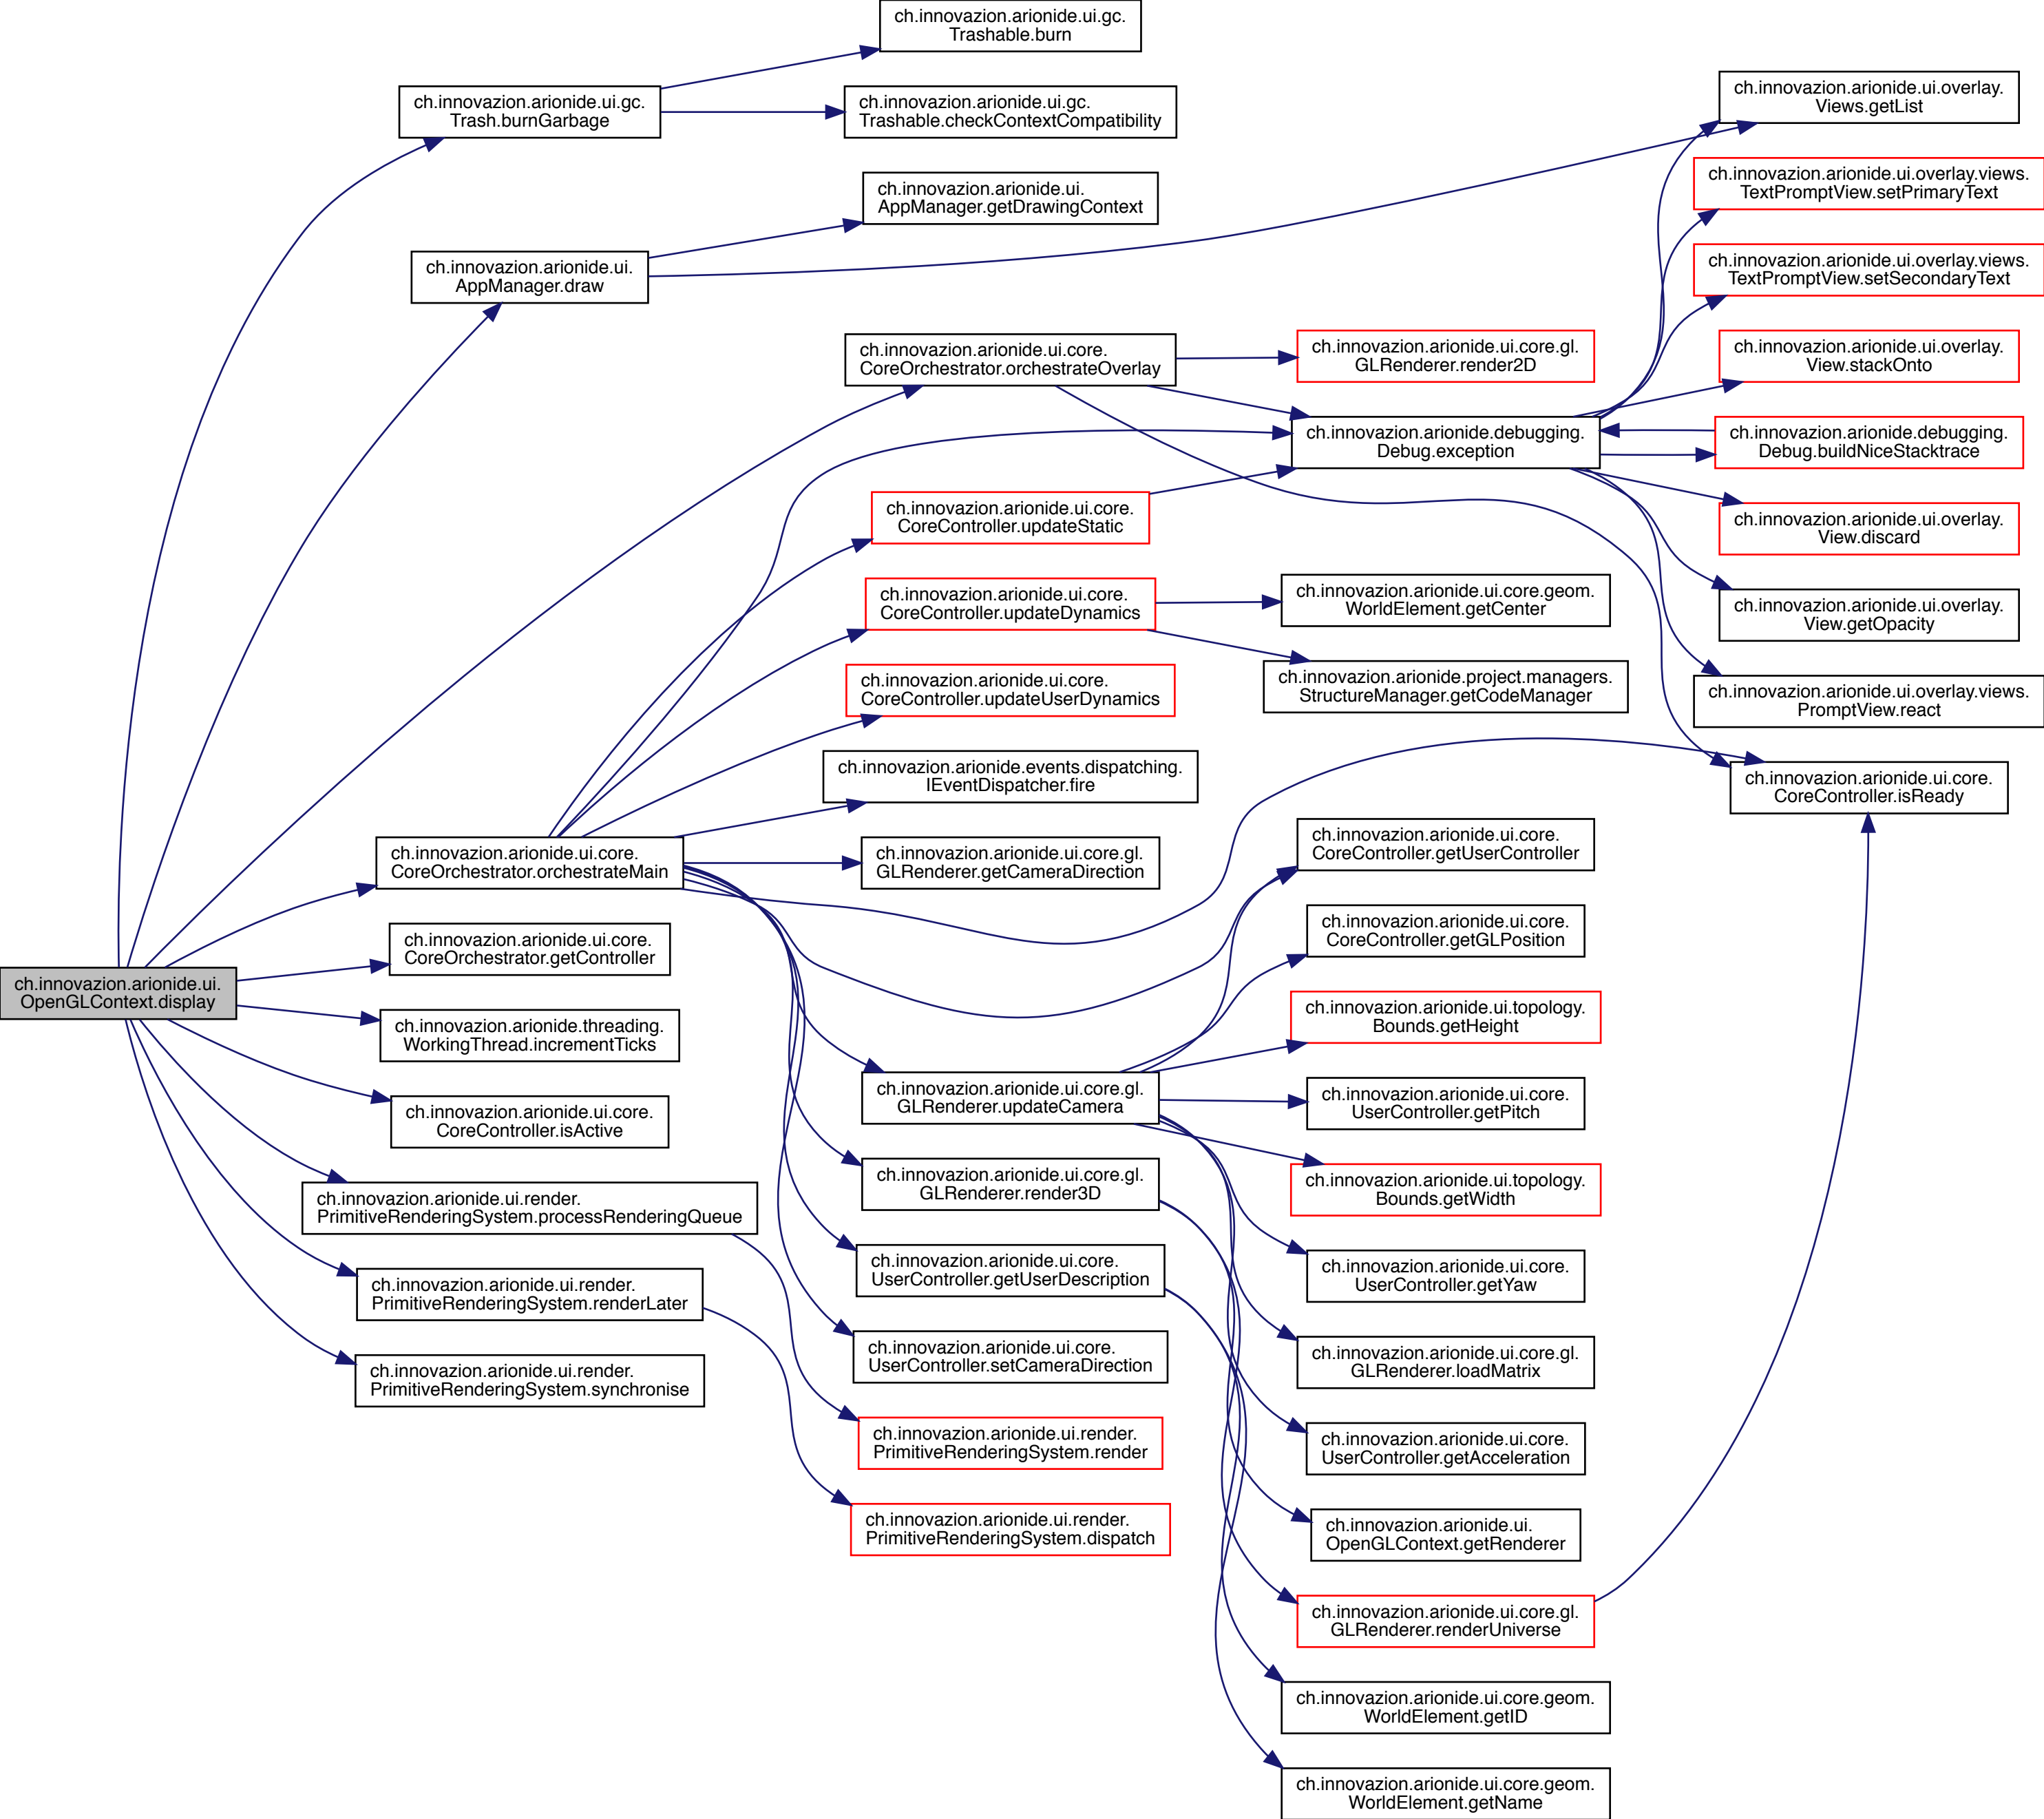 ch.innovazion.arionide.ui.
OpenGLContext.display
ch.innovazion.arionide.ui.gc.
Trash.burnGarbage
ch.innovazion.arionide.ui.
AppManager.draw
ch.innovazion.arionide.ui.core.
CoreOrchestrator.orchestrateMain
ch.innovazion.arionide.ui.core.
CoreOrchestrator.getController
ch.innovazion.arionide.threading.
WorkingThread.incrementTicks
ch.innovazion.arionide.ui.core.
CoreController.isActive
ch.innovazion.arionide.ui.render.
PrimitiveRenderingSystem.processRenderingQueue
ch.innovazion.arionide.ui.render.
PrimitiveRenderingSystem.renderLater
ch.innovazion.arionide.ui.render.
PrimitiveRenderingSystem.synchronise
ch.innovazion.arionide.ui.gc.
Trashable.burn
ch.innovazion.arionide.ui.gc.
Trashable.checkContextCompatibility
ch.innovazion.arionide.ui.
AppManager.getDrawingContext
ch.innovazion.arionide.ui.core.
CoreOrchestrator.orchestrateOverlay
ch.innovazion.arionide.ui.core.
CoreController.updateStatic
ch.innovazion.arionide.ui.core.
CoreController.updateDynamics
ch.innovazion.arionide.ui.core.
CoreController.updateUserDynamics
ch.innovazion.arionide.events.dispatching.
IEventDispatcher.fire
ch.innovazion.arionide.ui.core.gl.
GLRenderer.getCameraDirection
ch.innovazion.arionide.ui.core.gl.
GLRenderer.updateCamera
ch.innovazion.arionide.ui.core.gl.
GLRenderer.render3D
ch.innovazion.arionide.ui.core.
UserController.getUserDescription
ch.innovazion.arionide.ui.core.
UserController.setCameraDirection
ch.innovazion.arionide.ui.render.
PrimitiveRenderingSystem.render
ch.innovazion.arionide.ui.render.
PrimitiveRenderingSystem.dispatch
ch.innovazion.arionide.ui.core.gl.
GLRenderer.render2D
ch.innovazion.arionide.debugging.
Debug.exception
ch.innovazion.arionide.ui.core.geom.
WorldElement.getCenter
ch.innovazion.arionide.project.managers.
StructureManager.getCodeManager
ch.innovazion.arionide.ui.core.
CoreController.getUserController
ch.innovazion.arionide.ui.core.
CoreController.getGLPosition
ch.innovazion.arionide.ui.topology.
Bounds.getHeight
ch.innovazion.arionide.ui.core.
UserController.getPitch
ch.innovazion.arionide.ui.topology.
Bounds.getWidth
ch.innovazion.arionide.ui.core.
UserController.getYaw
ch.innovazion.arionide.ui.core.gl.
GLRenderer.loadMatrix
ch.innovazion.arionide.ui.core.
UserController.getAcceleration
ch.innovazion.arionide.ui.
OpenGLContext.getRenderer
ch.innovazion.arionide.ui.core.gl.
GLRenderer.renderUniverse
ch.innovazion.arionide.ui.core.geom.
WorldElement.getID
ch.innovazion.arionide.ui.core.geom.
WorldElement.getName
ch.innovazion.arionide.ui.overlay.
Views.getList
ch.innovazion.arionide.ui.overlay.views.
TextPromptView.setPrimaryText
ch.innovazion.arionide.ui.overlay.views.
TextPromptView.setSecondaryText
ch.innovazion.arionide.ui.overlay.
View.stackOnto
ch.innovazion.arionide.debugging.
Debug.buildNiceStacktrace
ch.innovazion.arionide.ui.overlay.
View.discard
ch.innovazion.arionide.ui.overlay.
View.getOpacity
ch.innovazion.arionide.ui.overlay.views.
PromptView.react
ch.innovazion.arionide.ui.core.
CoreController.isReady